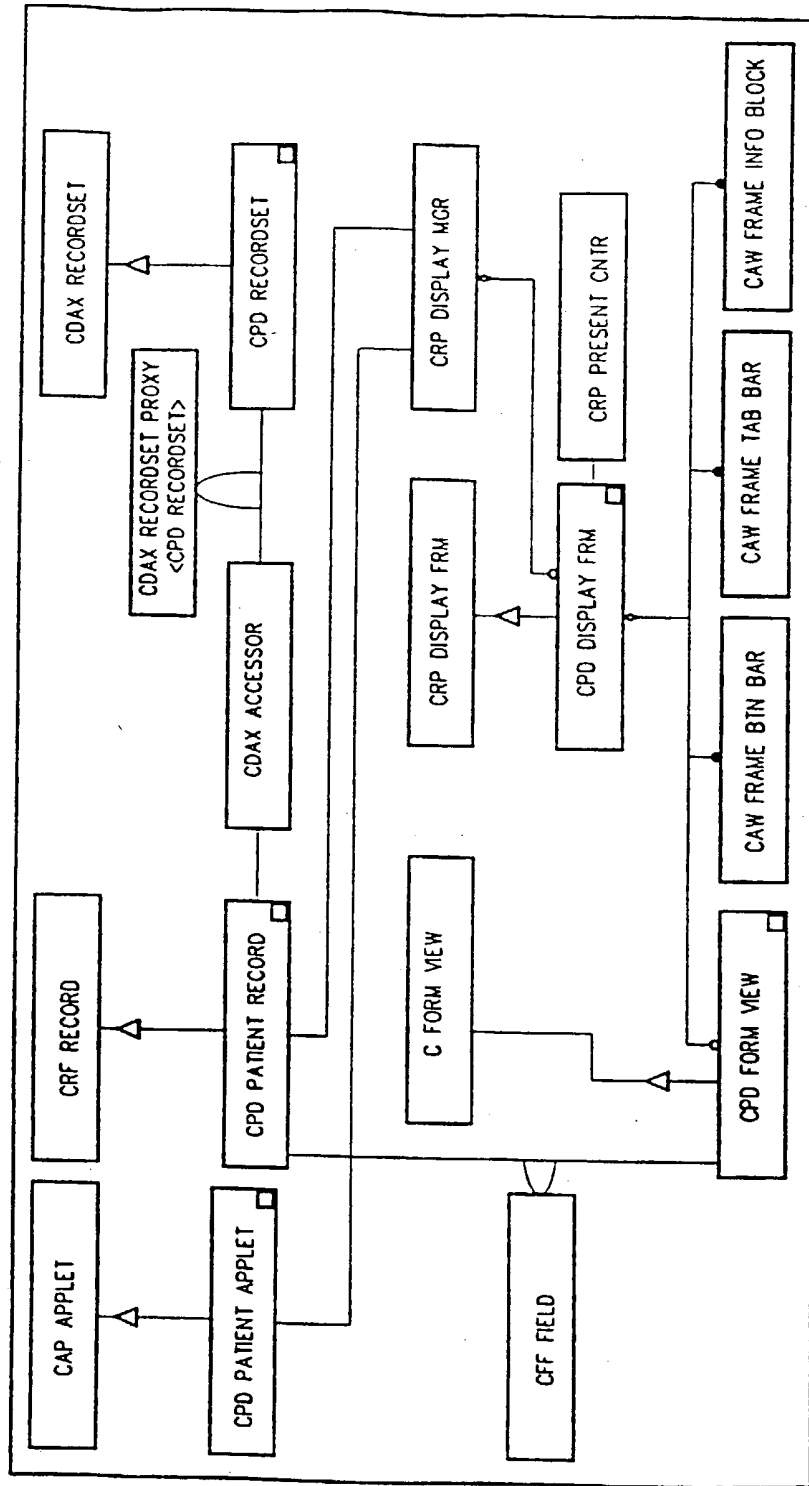 CAP APPLET
CRF RECORD
CDAX RECORDSET
CDAX RECORDSET PROXY
<CPD RECORDSET>
CPD PATIENT APPLET
CPD PATIENT RECORD
CDAX ACCESSOR
CPD RECORDSET
C FORM VIEW
CRP DISPLAY FRM
CRP DISPLAY MGR
CFF FIELD
CPD DISPLAY FRM
CRP PRESENT CNTR
CPD FORM VIEW
CAW FRAME BTN BAR
CAW FRAME TAB BAR
CAW FRAME INFO BLOCK